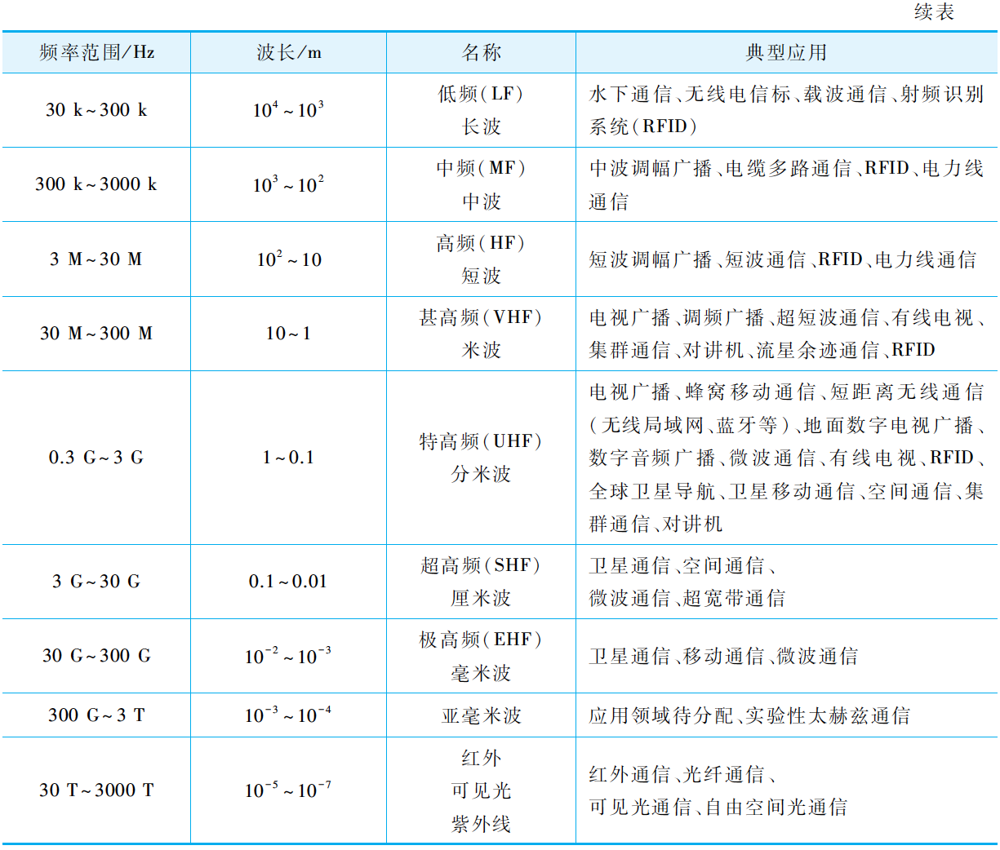 续表
频率范围/Hz 波长/m 名称 典型应用
30 k~300 k 10⁴~10³ 低频(LF) 水下通信、无线电信标、载波通信、射频识别
长波 系统(RFID)
300 k~3000 k 10³~10² 中频(MF) 中波调幅广播、电缆多路通信、RFID、电力线
中波 通信
3 M~30 M 10²~10 高频(HF) 短波调幅广播、短波通信、RFID、电力线通信
短波
30 M~300 M 10~1 甚高频(VHF) 电视广播、调频广播、超短波通信、有线电视、
米波 集群通信、对讲机、流星余迹通信、RFID
0.3 G~3 G 1~0.1 特高频(UHF) 电视广播、蜂窝移动通信、短距离无线通信
分米波 (无线局域网、蓝牙等)、地面数字电视广播、
数字音频广播、微波通信、有线电视、RFID、
全球卫星导航、卫星移动通信、空间通信、集
群通信、对讲机
3 G~30 G 0.1~0.01 超高频(SHF) 卫星通信、空间通信、
厘米波 微波通信、超宽带通信
30 G~300 G 10⁻²~10⁻³ 极高频(EHF) 卫星通信、移动通信、微波通信
毫米波
300 G~3 T 10⁻³~10⁻⁴ 亚毫米波 应用领域待分配、实验性太赫兹通信
30 T~3000 T 10⁻⁵~10⁻⁷ 红外 红外通信、光纤通信、
可见光 可见光通信、自由空间光通信
紫外线